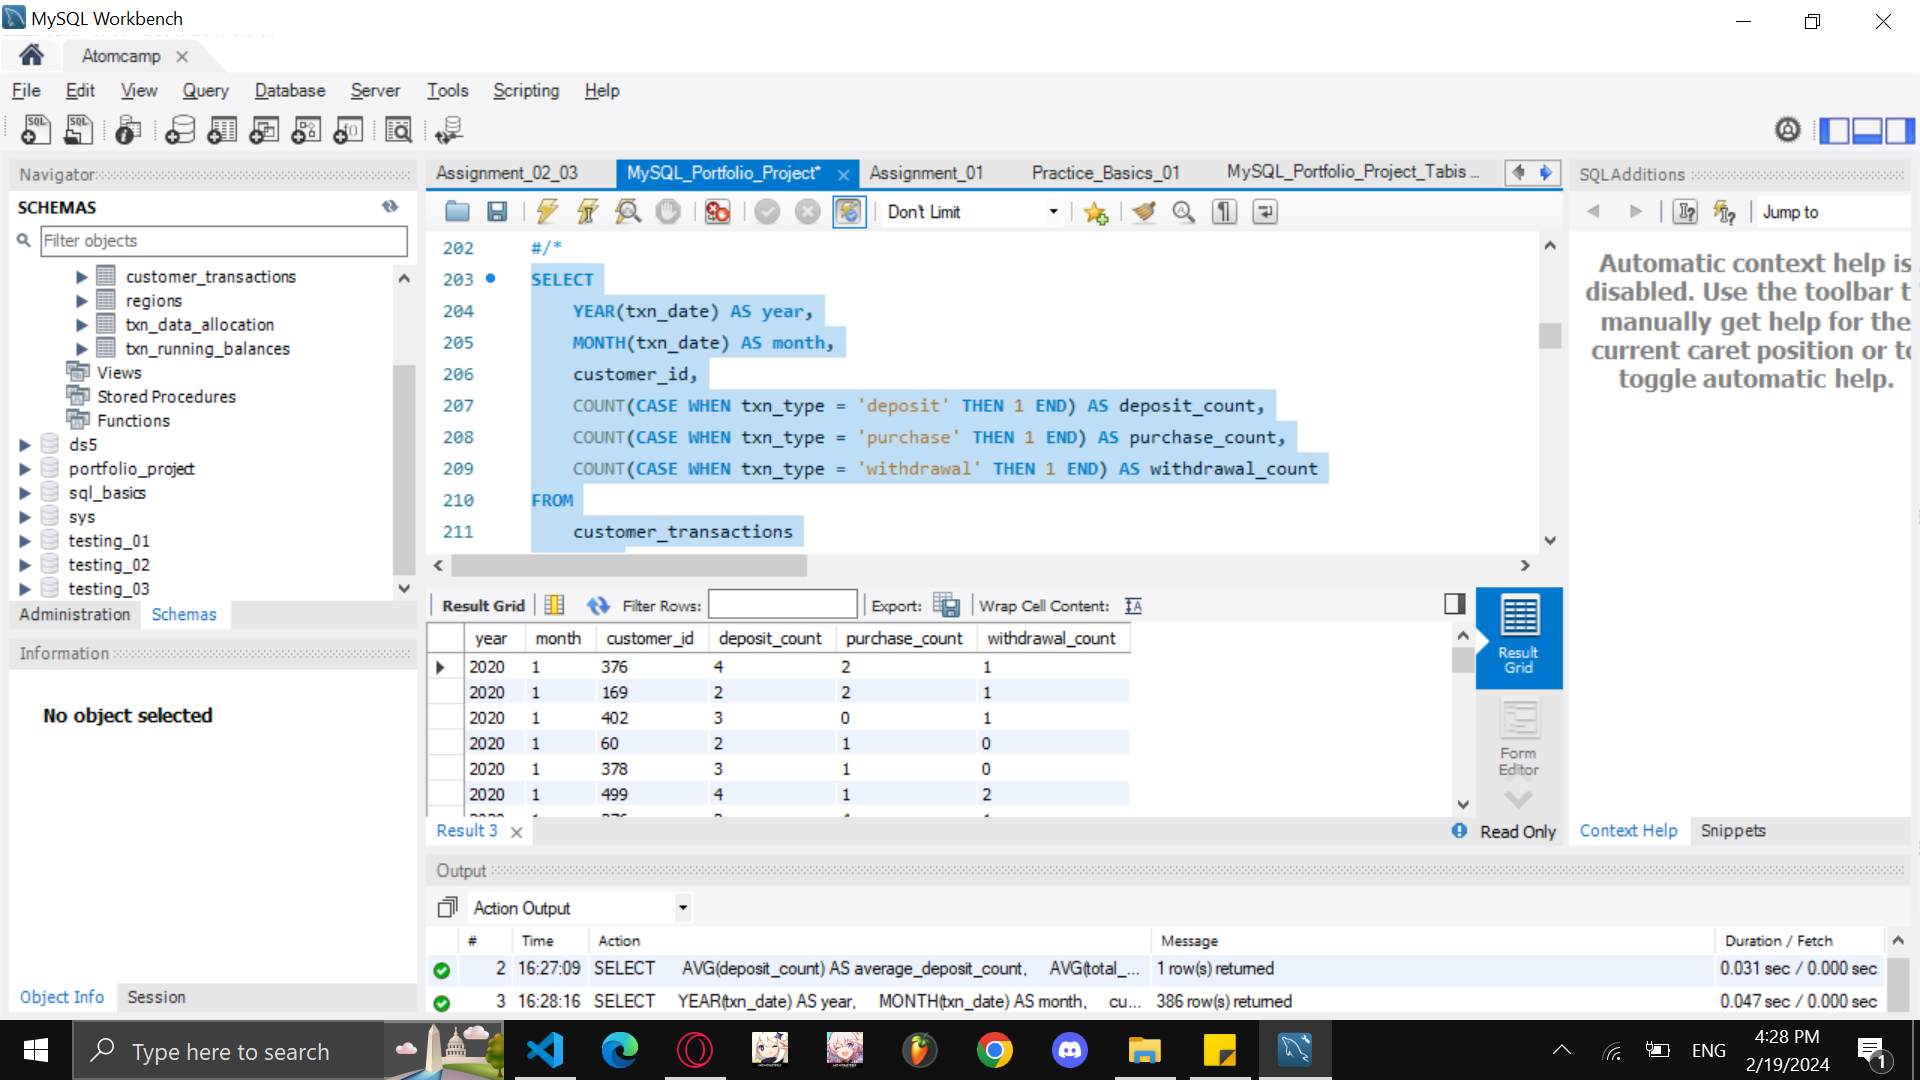 MySQL Workbench
Atomcamp
File Edit View Query Database Server Tools Scripting Help
Navigator
SCHEMAS
Filter objects
customer_transactions
regions
txn_data_allocation
txn_running_balances
Views
Stored Procedures
Functions
ds5
portfolio_project
sql_basics
sys
testing_01
testing_02
testing_03
Administration Schemas
Information
No object selected
Object Info Session
Assignment_02_03 MySQL_Portfolio_Project* Assignment_01 Practice_Basics_01 MySQL_Portfolio_Project_Tabis ...
Don't Limit
202 #/*
203 SELECT
204 YEAR(txn_date) AS year,
205 MONTH(txn_date) AS month,
206 customer_id,
207 COUNT(CASE WHEN txn_type = 'deposit' THEN 1 END) AS deposit_count,
208 COUNT(CASE WHEN txn_type = 'purchase' THEN 1 END) AS purchase_count,
209 COUNT(CASE WHEN txn_type = 'withdrawal' THEN 1 END) AS withdrawal_count
210 FROM
211 customer_transactions
Result Grid Filter Rows: Export: Wrap Cell Content: IA
year month customer_id deposit_count purchase_count withdrawal_count
2020 1 376 4 2 1
2020 1 169 2 2 1
2020 1 402 3 0 1
2020 1 60 2 1 0
2020 1 378 3 1 0
2020 1 499 4 1 2
Result
Grid
Form
Editor
Result 3
Read Only
SQLAdditions
Jump to
Automatic context help is
disabled. Use the toolbar t
manually get help for the
current caret position or to
toggle automatic help.
Context Help Snippets
Output
Action Output
# Time Action Message Duration / Fetch
2 16:27:09 SELECT AVG(deposit_count) AS average_deposit_count, AVG(total_... 1 row(s) returned 0.031 sec / 0.000 sec
3 16:28:16 SELECT YEAR(txn_date) AS year, MONTH(txn_date) AS month, cu... 386 row(s) returned 0.047 sec / 0.000 sec
Type here to search
ENG
4:28 PM
2/19/2024
1